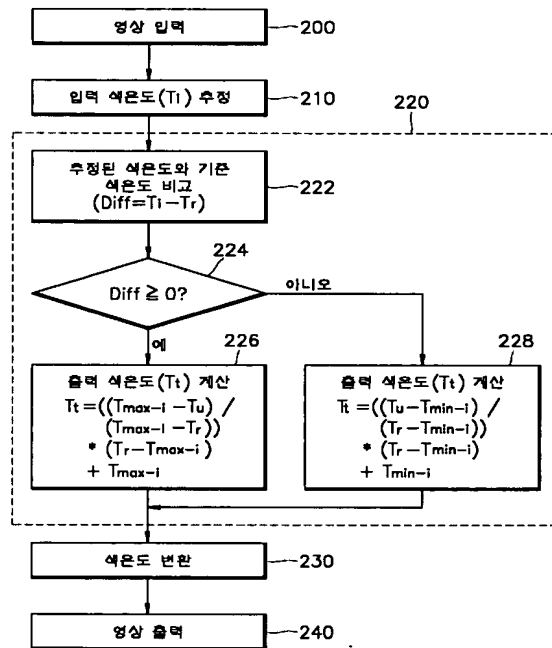 영상 입력
200
입력 색온도(Ti) 추정
210
220
추정된 색온도와 기준
색온도 비교
(Diff=Ti-Tr)
222
224
Diff ≧ 0?
아니오
예
226
228
출력 색온도(Tt) 계산
Tt=((Tmax-i -Tu) /
(Tmax-i -Tr))
* (Tr-Tmax-i)
+ Tmax-i
출력 색온도(Tt) 계산
Tt =((Tu-Tmin-i) /
(Tr-Tmin-i))
* (Tr-Tmin-i)
+ Tmin-i
색온도 변환
230
영상 출력
240